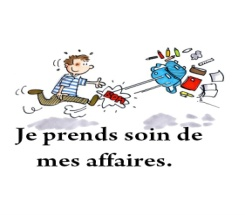 Je prends soin de
mes affaires.